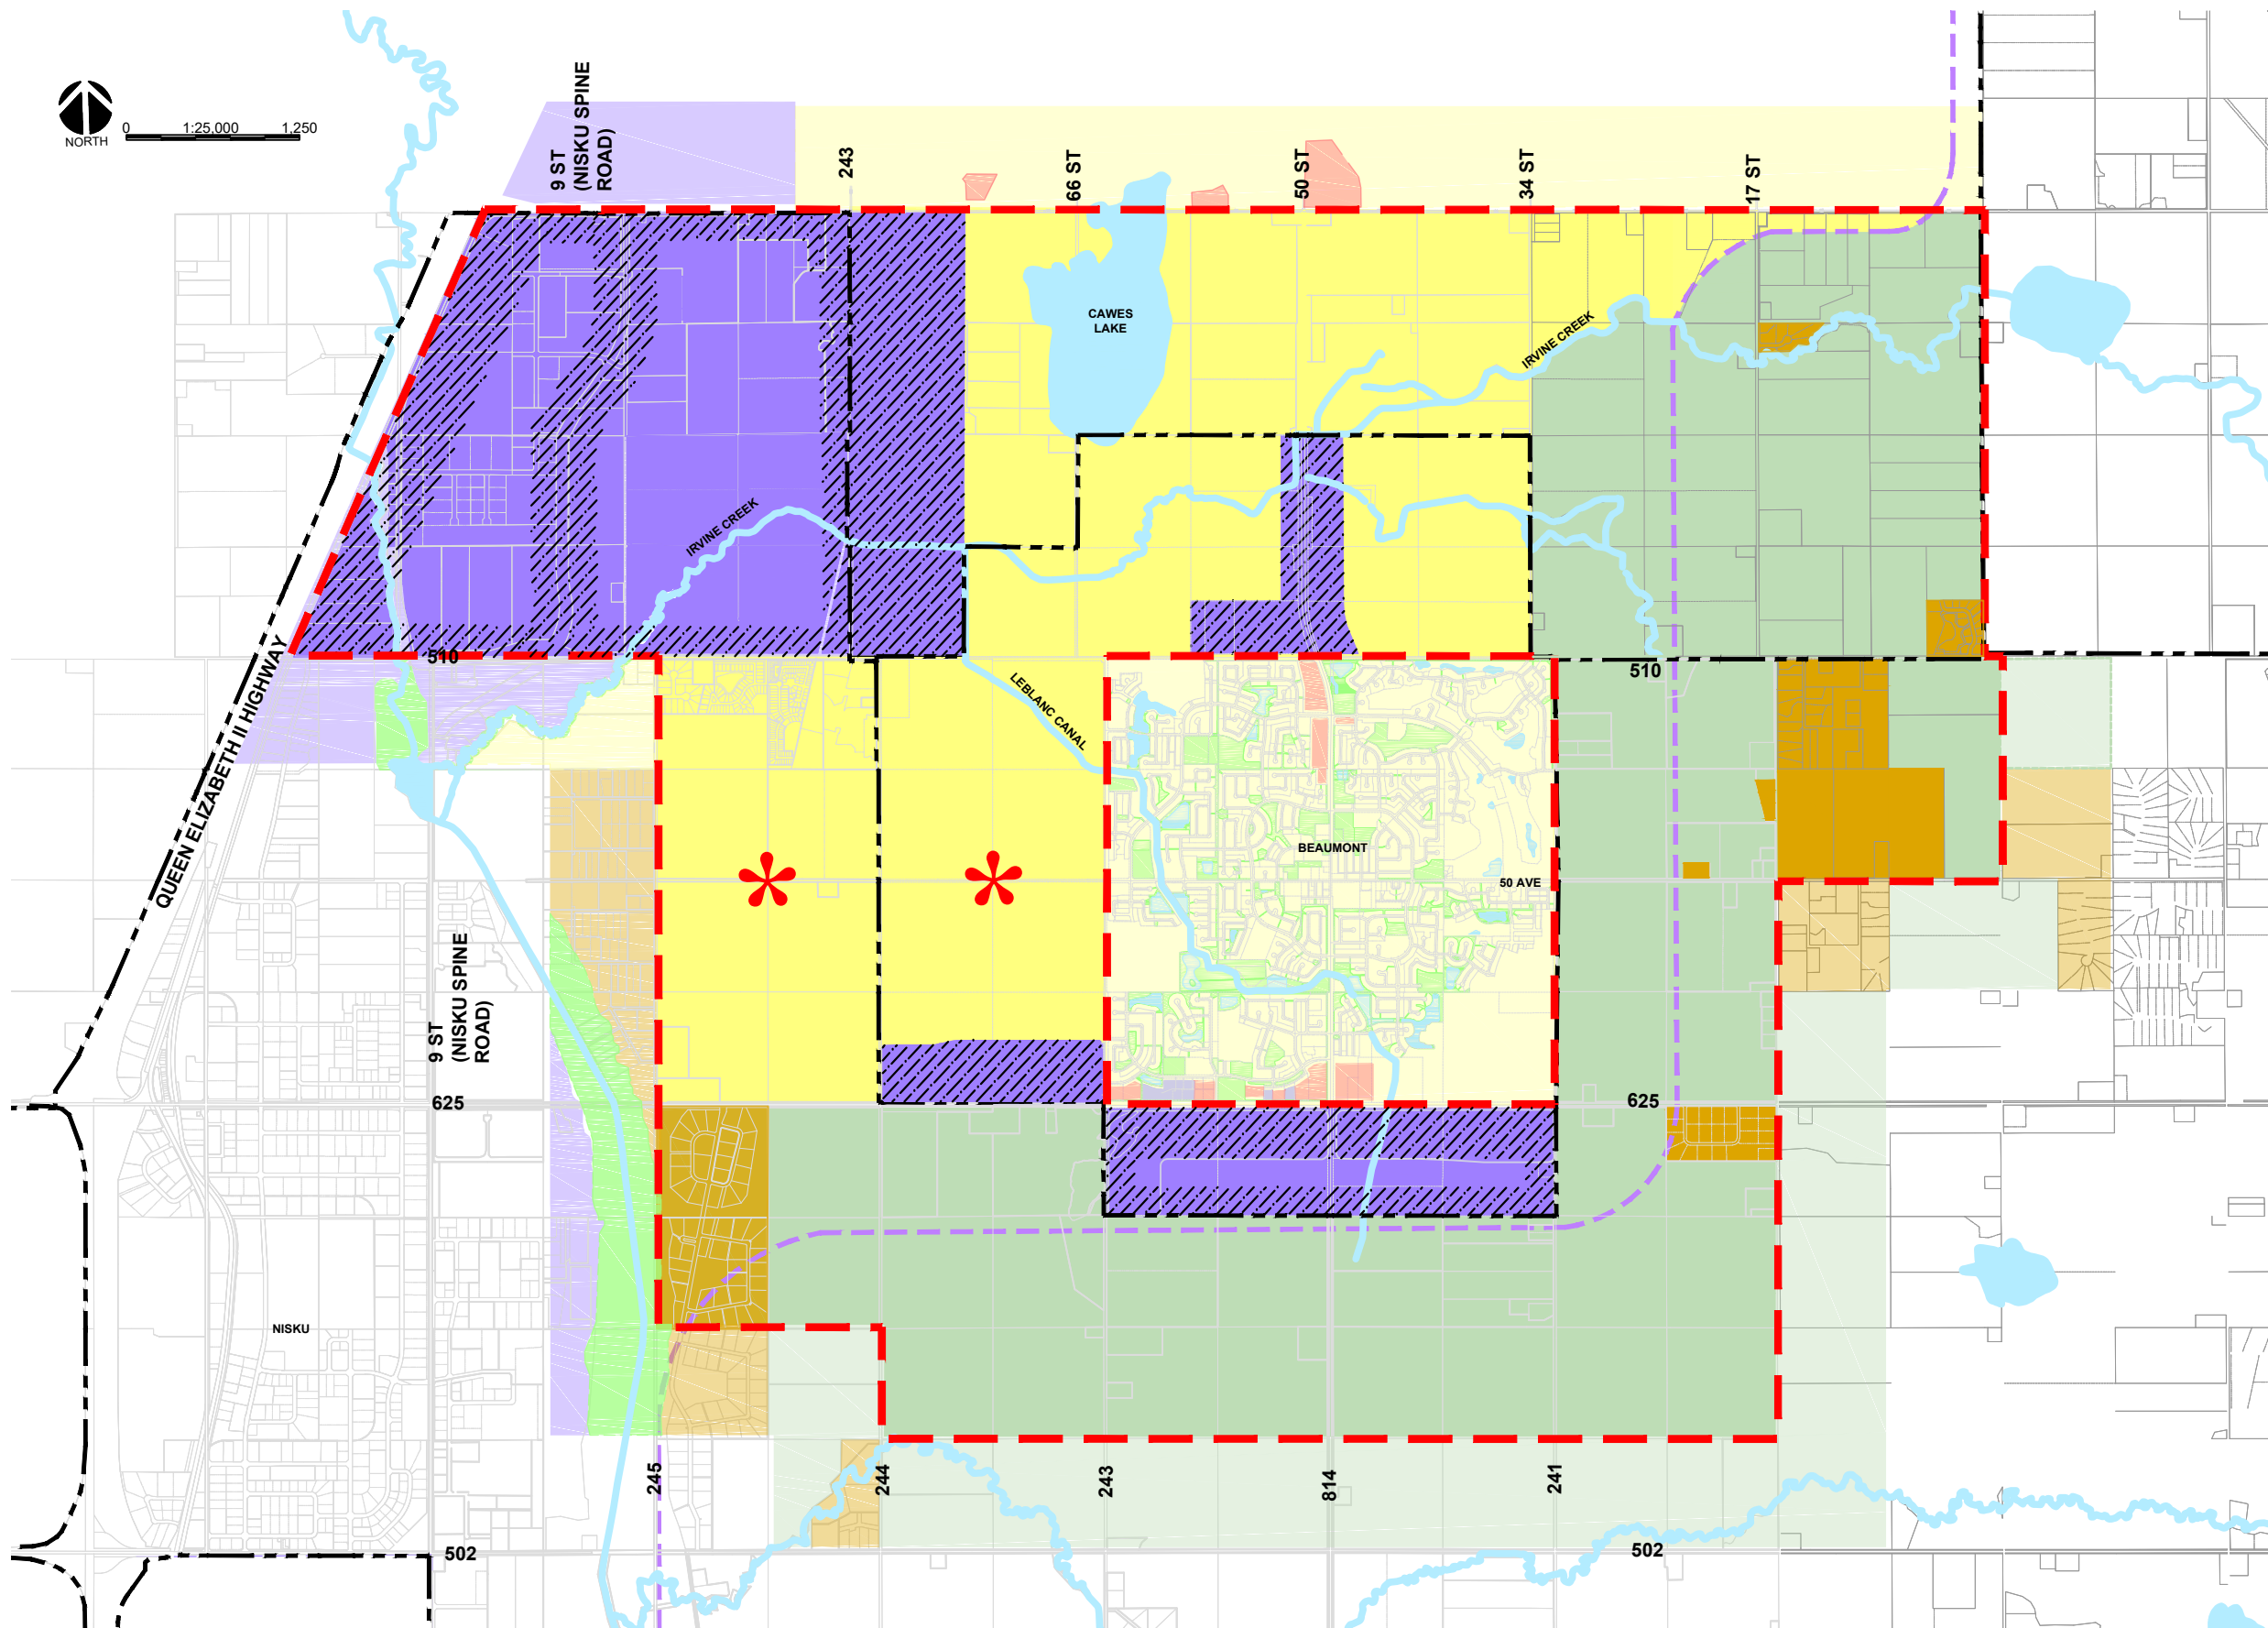 9 ST
(NISKU SPINE
ROAD)
243
66 ST
50 ST
34 ST
17 ST
0 1:25,000 1,250
NORTH
CAWES
LAKE
IRVINE CREEK
IRVINE CREEK
510
510
QUEEN ELIZABETH II HIGHWAY
LEBLANC CANAL
BEAUMONT
50 AVE
9 ST
(NISKU SPINE
ROAD)
625
625
NISKU
245
244
243
814
241
502
502